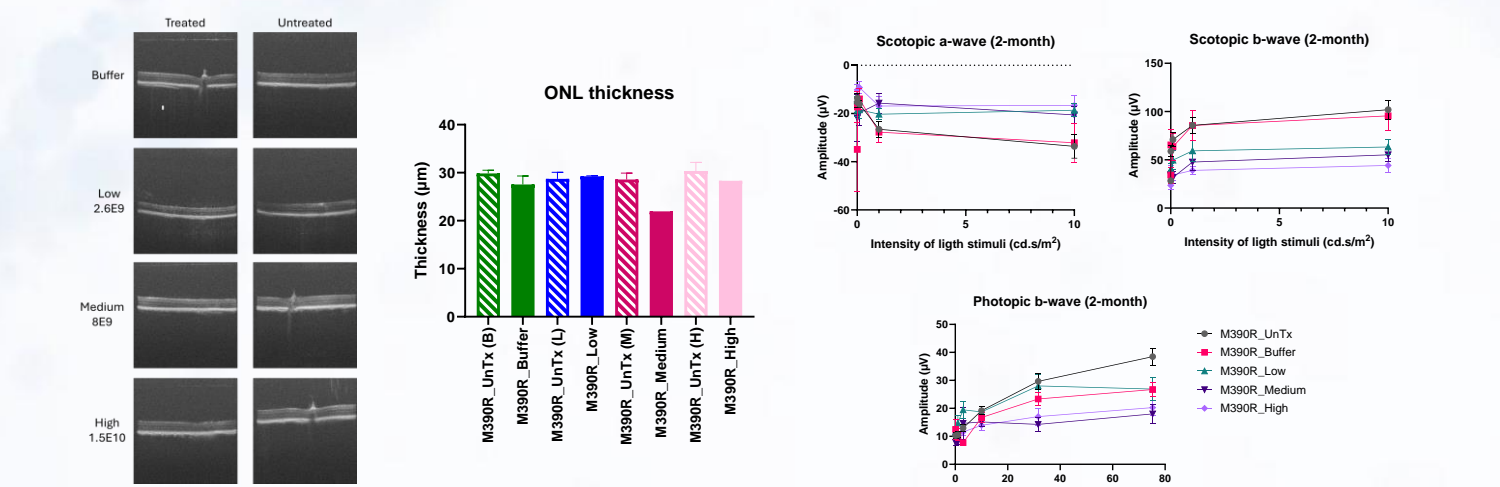 Treated Untreated
Buffer
Low
2.6E9
Medium
8E9
High
1.5E10
ONL thickness
Thickness (µm)
40
30
20
10
0
M390R_UnTx (B)
M390R_Buffer
M390R_UnTx (L)
M390R_Low
M390R_UnTx (M)
M390R_Medium
M390R_UnTx (H)
M390R_High
Scotopic a-wave (2-month)
Amplitude (µV)
0
-20
-40
-60
0 5 10
Intensity of ligth stimuli (cd.s/m²)
Scotopic b-wave (2-month)
Amplitude (µV)
150
100
50
0
0 5 10
Intensity of ligth stimuli (cd.s/m²)
Photopic b-wave (2-month)
Amplitude (µV)
50
40
30
20
10
0
0 20 40 60 80
M390R_UnTx
M390R_Buffer
M390R_Low
M390R_Medium
M390R_High